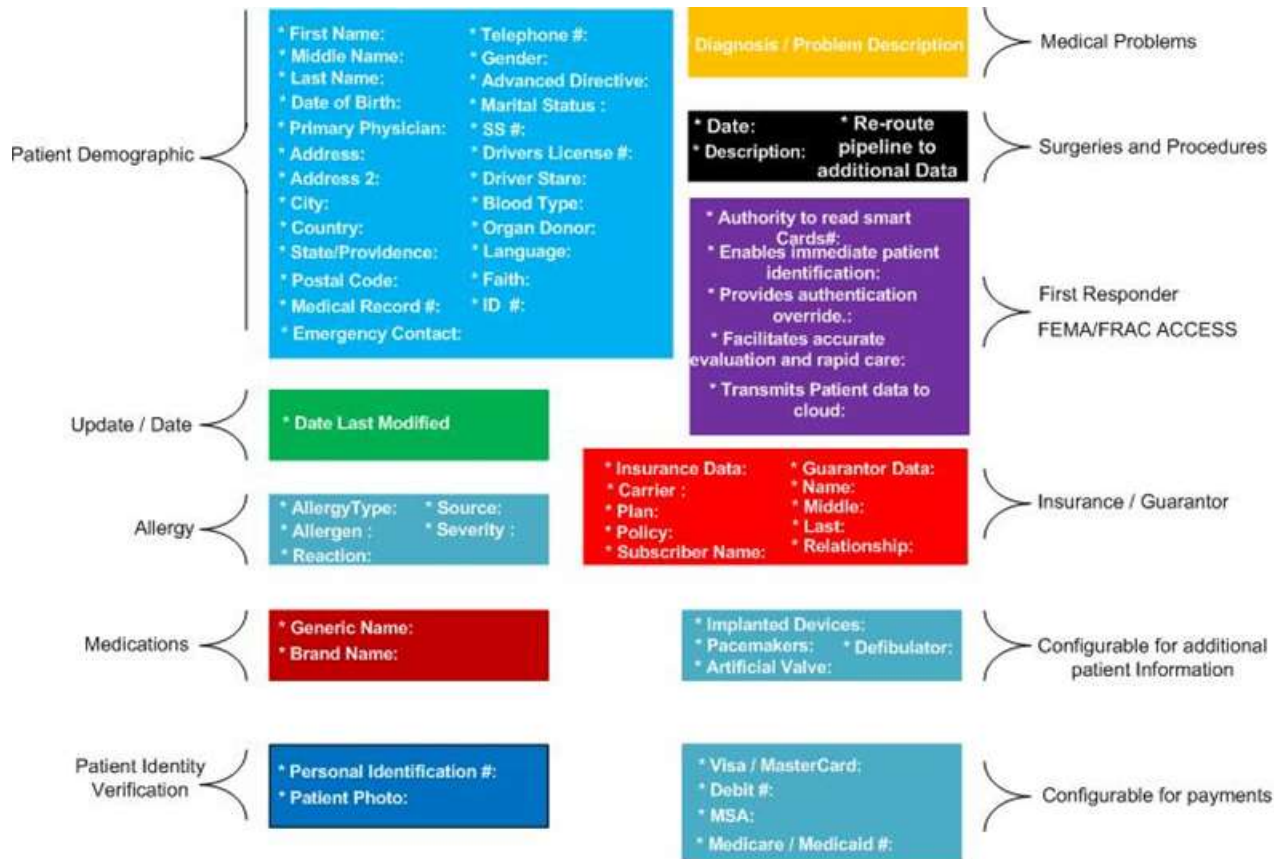 Patient Demographic
* First Name:
* Middle Name:
* Last Name:
* Date of Birth:
* Primary Physician:
* Address:
* Address 2:
* City:
* Country:
* State/Providence:
* Postal Code:
* Medical Record #:
* Emergency Contact:
* Telephone #:
* Gender:
* Advanced Directive:
* Marital Status :
* SS #:
* Drivers License #:
* Driver Stare:
* Blood Type:
* Organ Donor:
* Language:
* Faith:
* ID #:
Update / Date
* Date Last Modified
Allergy
* AllergyType:
* Allergen :
* Reaction:
* Source:
* Severity :
Medications
* Generic Name:
* Brand Name:
Patient Identity
Verification
* Personal Identification #:
* Patient Photo:
* Diagnosis / Problem Description
Medical Problems
* Date:
* Description:
* Re-route
pipeline to
additional Data
Surgeries and Procedures
* Authority to read smart
Cards#:
* Enables immediate patient
identification:
* Provides authentication
override.:
* Facilitates accurate
evaluation and rapid care:
* Transmits Patient data to
cloud:
First Responder
FEMA/FRAC ACCESS
* Insurance Data:
* Carrier :
* Plan:
* Policy:
* Subscriber Name:
* Guarantor Data:
* Name:
* Middle:
* Last:
* Relationship:
Insurance / Guarantor
* Implanted Devices:
* Pacemakers:
* Artificial Valve:
* Defibulator:
Configurable for additional
patient Information
* Visa / MasterCard:
* Debit #:
* MSA:
* Medicare / Medicaid #:
Configurable for payments